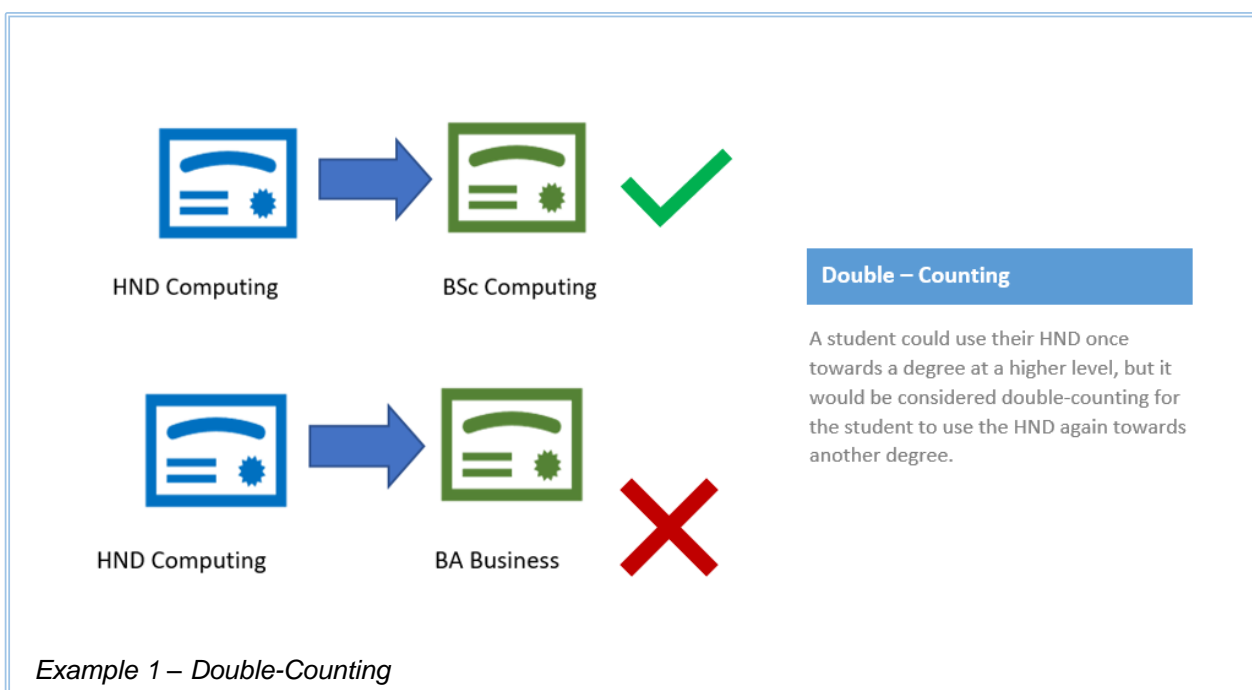 HND Computing
BSc Computing
Double – Counting
A student could use their HND once
towards a degree at a higher level, but it
would be considered double-counting for
the student to use the HND again towards
another degree.
HND Computing
BA Business
Example 1 – Double-Counting